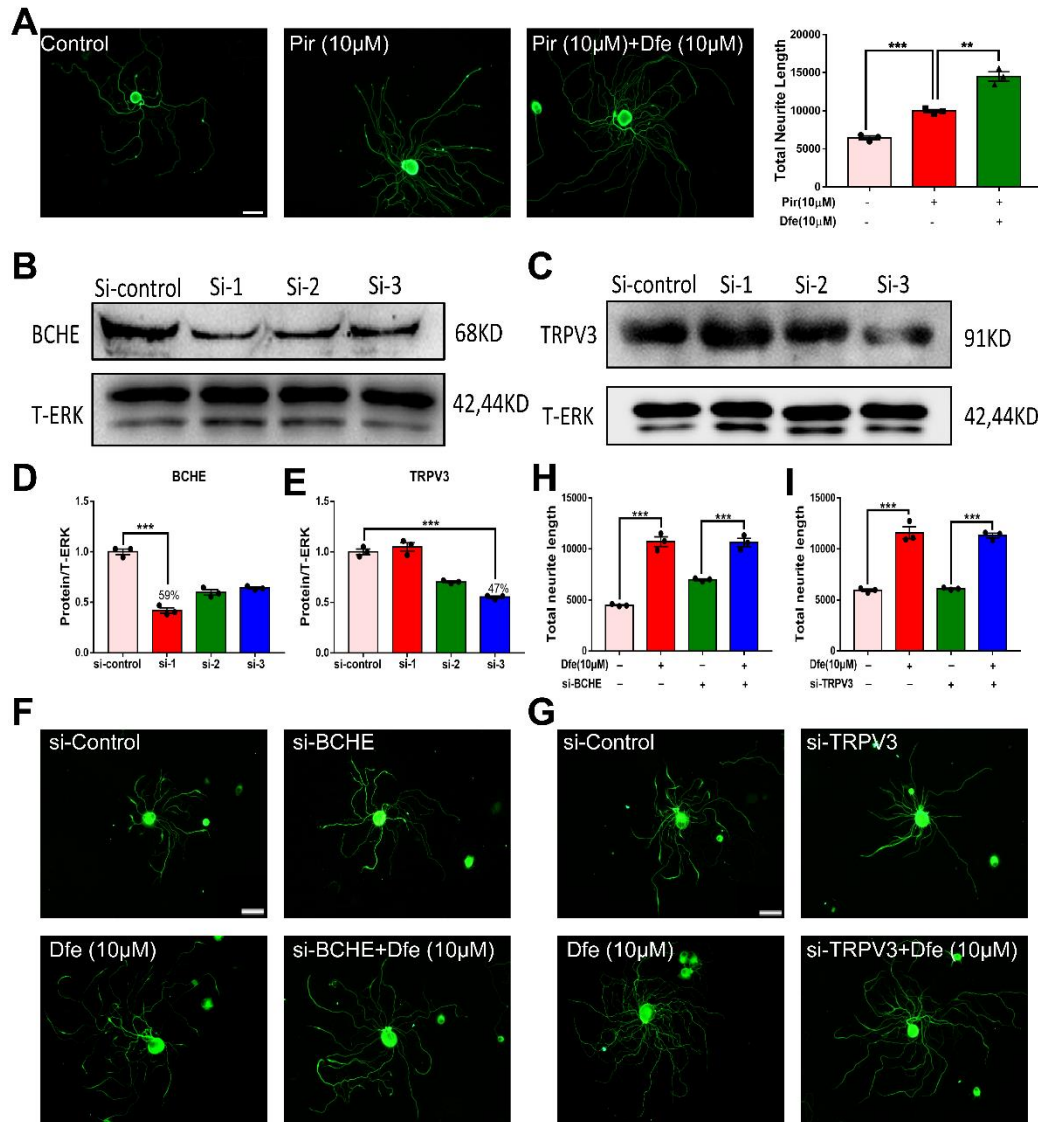 A
Control
Pir (10μM)
Pir (10μM)+Dfe (10μM)
Total Neurite Length
20000
15000
10000
5000
0
*** **
Pir(10μM) - + +
Dfe(10μM) - - +
B
Si-control Si-1 Si-2 Si-3
BCHE 68KD
T-ERK 42,44KD
C
Si-control Si-1 Si-2 Si-3
TRPV3 91KD
T-ERK 42,44KD
D
BCHE
Protein/T-ERK
1.5
1.0
0.5
0.0
***
59%
si-control si-1 si-2 si-3
E
TRPV3
Protein/T-ERK
1.5
1.0
0.5
0.0
***
47%
si-control si-1 si-2 si-3
H
Total neurite length
15000
10000
5000
0
*** ***
Dfe(10μM) - + - +
si-BCHE - - + +
I
Total neurite length
15000
10000
5000
0
*** ***
Dfe(10μM) - + - +
si-TRPV3 - - + +
F
si-Control
si-BCHE
Dfe (10μM)
si-BCHE+Dfe (10μM)
G
si-Control
si-TRPV3
Dfe (10μM)
si-TRPV3+Dfe (10μM)